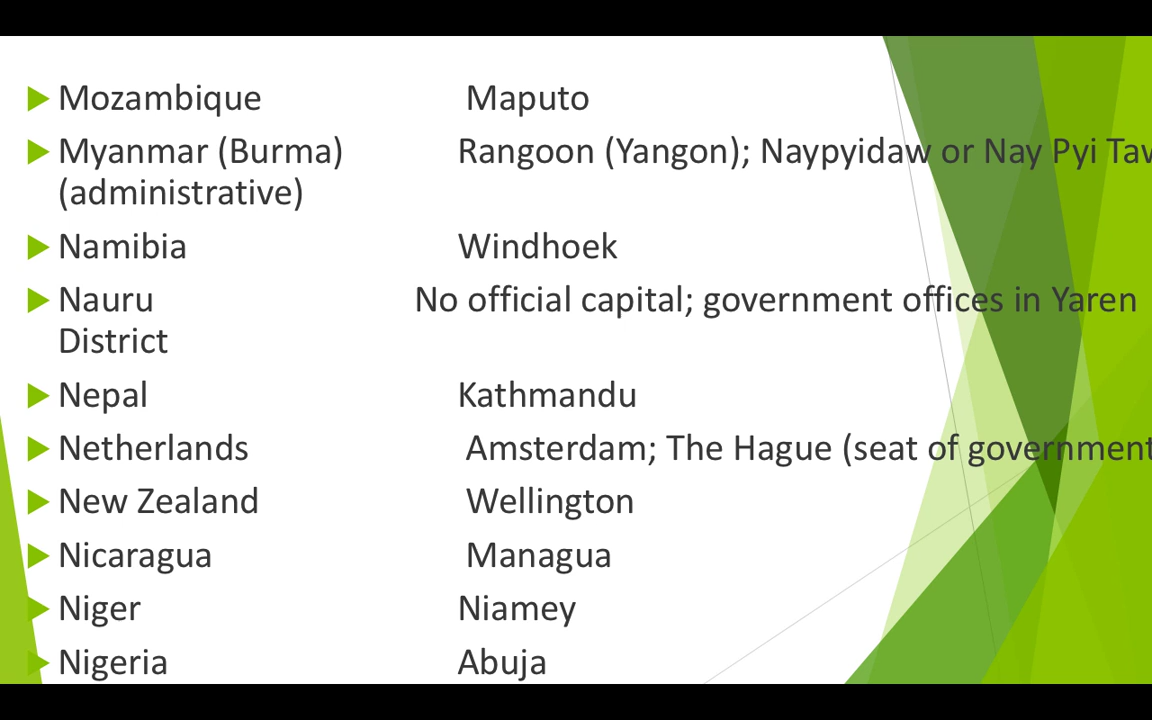 Mozambique Maputo
Myanmar (Burma) Rangoon (Yangon); Naypyidaw or Nay Pyi
(administrative)
Namibia Windhoek
Nauru No official capital; government offices in Yaren
District
Nepal Kathmandu
Netherlands Amsterdam; The Hague (seat of government
New Zealand Wellington
Nicaragua Managua
Niger Niamey
Nigeria Abuja